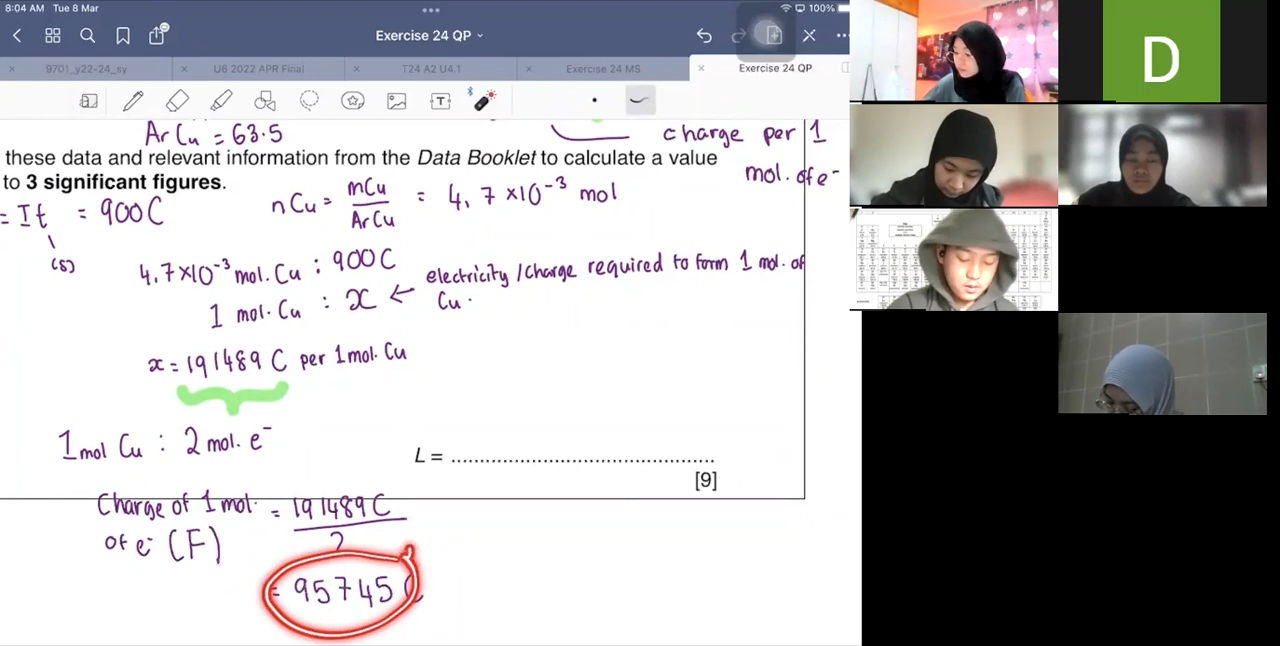 8:04 AM Tue 8 Mar
100%
Exercise 24 QP
9701_y22-24_sy
U6 2022 APR Final
T24 A2 U4.1
Exercise 24 MS
Exercise 24 QP
Ar Cu = 63.5
charge per 1
mol. of e-
these data and relevant information from the Data Booklet to calculate a value
to 3 significant figures.
= It = 900C
(s)
nCu = mCu/ArCu = 4.7 ×10⁻³ mol
4.7×10⁻³ mol. Cu : 900C
1 mol. Cu : x ← electricity/charge required to form 1 mol. of
Cu.
x = 191489 C per 1 mol. Cu
1 mol Cu : 2 mol. e⁻
L = ............................................
[9]
Charge of 1 mol. = 191489C
of e⁻ (F) 2
= 95745 C
D